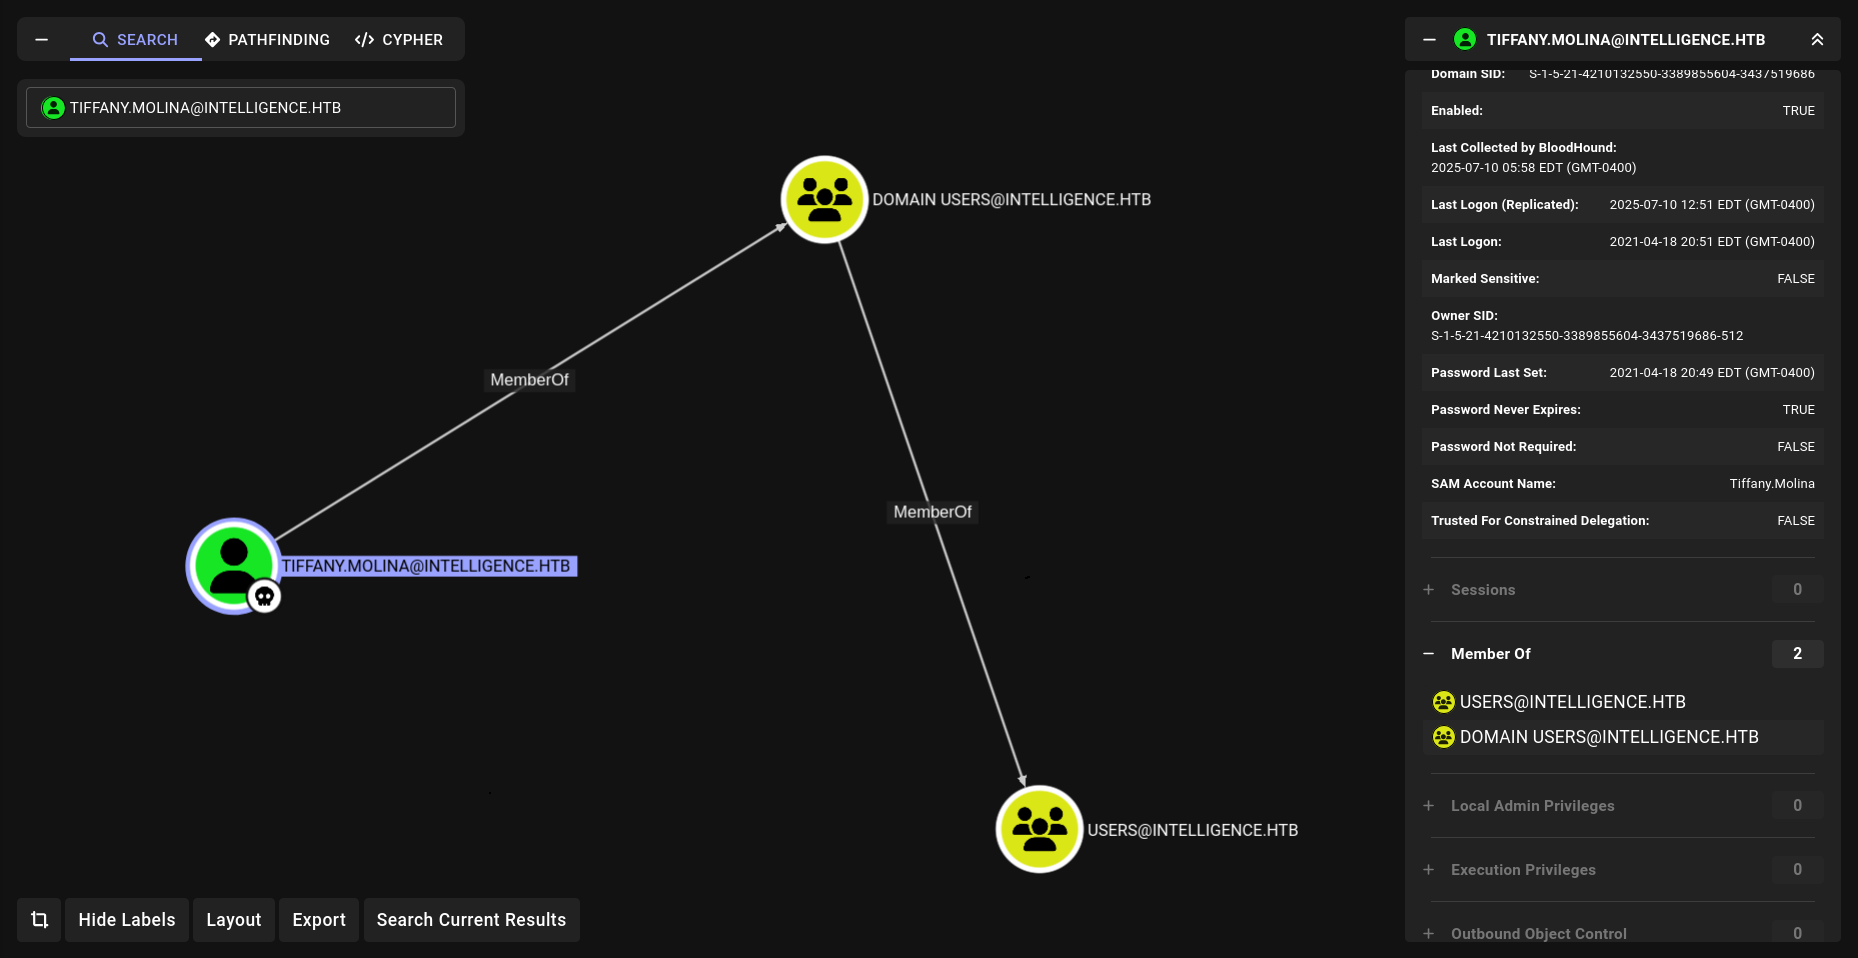 SEARCH
PATHFINDING
CYPHER
TIFFANY.MOLINA@INTELLIGENCE.HTB
DOMAIN USERS@INTELLIGENCE.HTB
MemberOf
MemberOf
TIFFANY.MOLINA@INTELLIGENCE.HTB
USERS@INTELLIGENCE.HTB
Hide Labels
Layout
Export
Search Current Results
TIFFANY.MOLINA@INTELLIGENCE.HTB
Domain SID: S-1-5-21-4210132550-3389855604-3437519686
Enabled: TRUE
Last Collected by BloodHound:
2025-07-10 05:58 EDT (GMT-0400)
Last Logon (Replicated): 2025-07-10 12:51 EDT (GMT-0400)
Last Logon: 2021-04-18 20:51 EDT (GMT-0400)
Marked Sensitive: FALSE
Owner SID:
S-1-5-21-4210132550-3389855604-3437519686-512
Password Last Set: 2021-04-18 20:49 EDT (GMT-0400)
Password Never Expires: TRUE
Password Not Required: FALSE
SAM Account Name: Tiffany.Molina
Trusted For Constrained Delegation: FALSE
Sessions 0
Member Of 2
USERS@INTELLIGENCE.HTB
DOMAIN USERS@INTELLIGENCE.HTB
Local Admin Privileges 0
Execution Privileges 0
Outbound Object Control 0